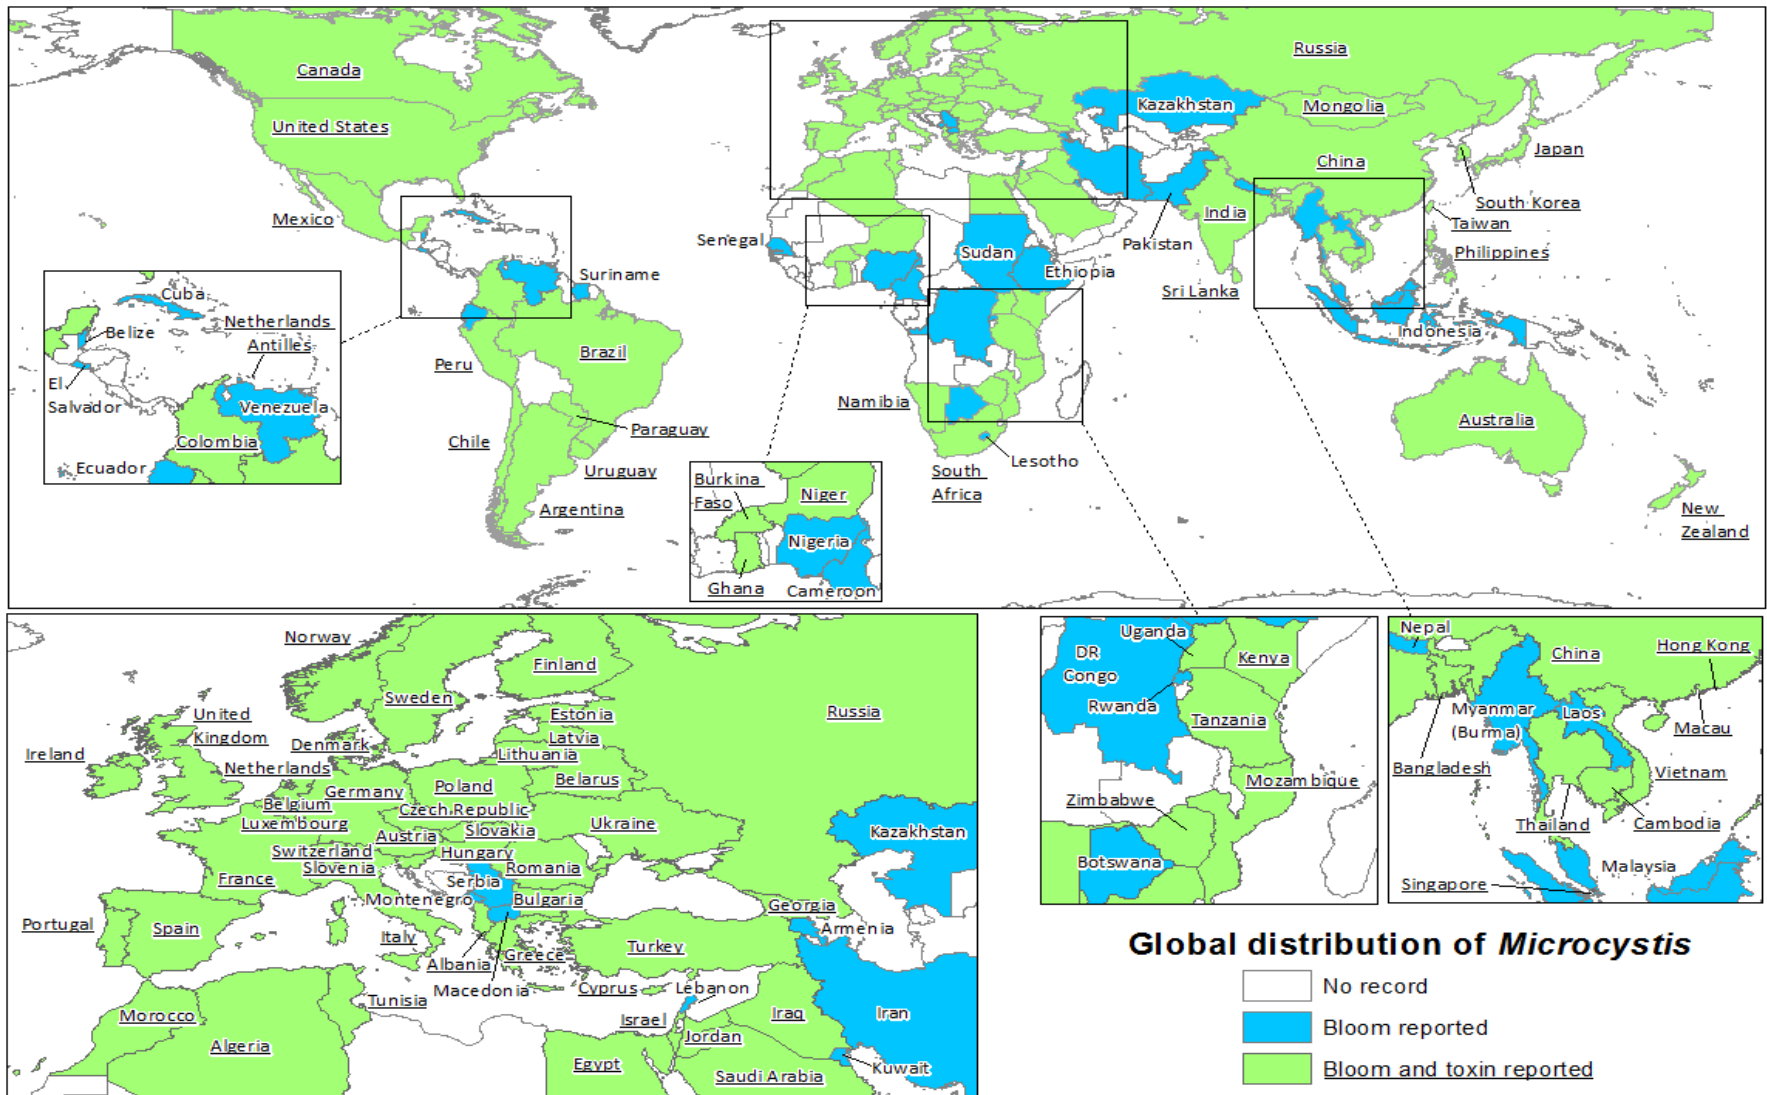 Canada
Russia
United States
Kazakhstan
Mongolia
China
Japan
Mexico
South Korea
Taiwan
India
Senegal
Sudan
Pakistan
Philippines
Ethiopia
Suriname
Sri Lanka
Indonesia
Cuba
Netherlands
Antilles
Belize
El
Salvador
Venezuela
Colombia
Ecuador
Peru
Brazil
Namibia
Paraguay
Chile
Uruguay
Argentina
South
Africa
Lesotho
Australia
New
Zealand
Burkina
Faso
Niger
Nigeria
Ghana
Cameroon
Norway
Finland
Sweden
Russia
United
Kingdom
Estonia
Ireland
Denmark
Latvia
Lithuania
Netherlands
Germany
Poland
Belarus
Belgium
Czech Republic
Luxembourg
Austria
Slovakia
Ukraine
Kazakhstan
Switzerland
Hungary
Slovenia
Romania
France
Serbia
Montenegro
Bulgaria
Georgia
Portugal
Spain
Italy
Armenia
Turkey
Albania
Greece
Macedonia
Cyprus
Lebanon
Tunisia
Morocco
Israel
Iraq
Iran
Algeria
Jordan
Egypt
Kuwait
Saudi Arabia
Uganda
DR
Congo
Kenya
Rwanda
Tanzania
Mozambique
Zimbabwe
Botswana
Nepal
China
Hong Kong
Myanmar
(Burma)
Laos
Macau
Bangladesh
Vietnam
Thailand
Cambodia
Malaysia
Singapore
Global distribution of Microcystis
No record
Bloom reported
Bloom and toxin reported